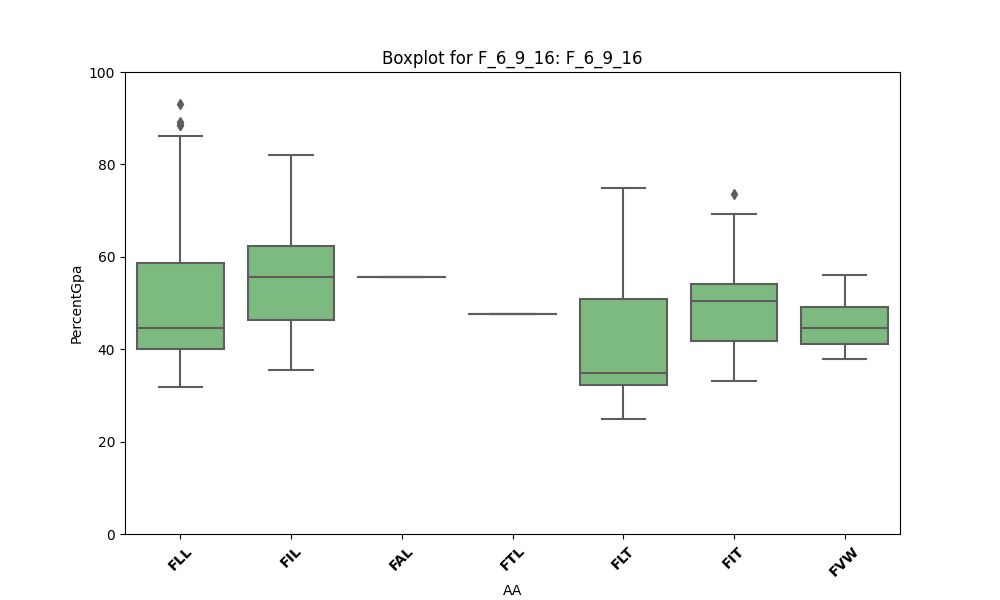 Boxplot for F_6_9_16: F_6_9_16
100
80
60
40
20
0
PercentGpa
FLL
FIL
FAL
FTL
FLT
FIT
FVW
AA